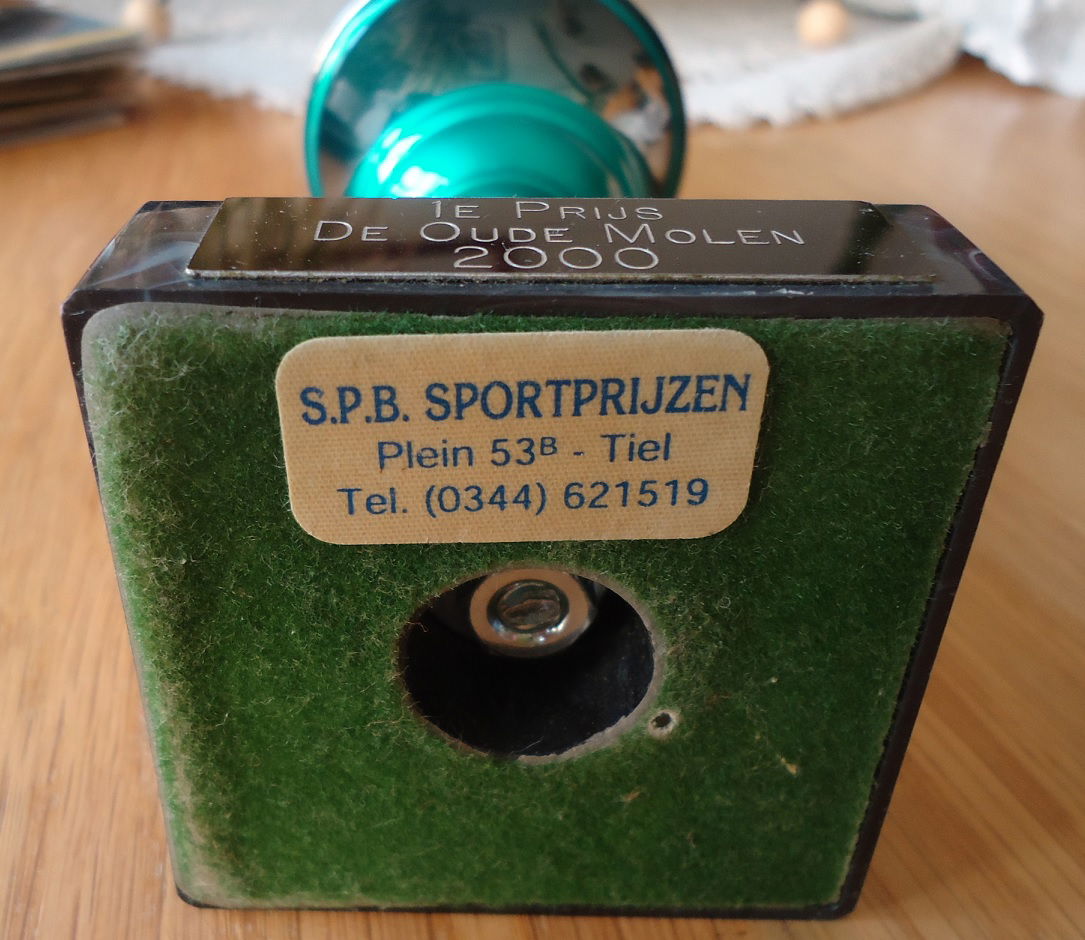 1E PRIJS
DE OUDE MOLEN
2000
S.P.B. SPORTPRIJZEN
Plein 53B - Tiel
Tel. (0344) 621519